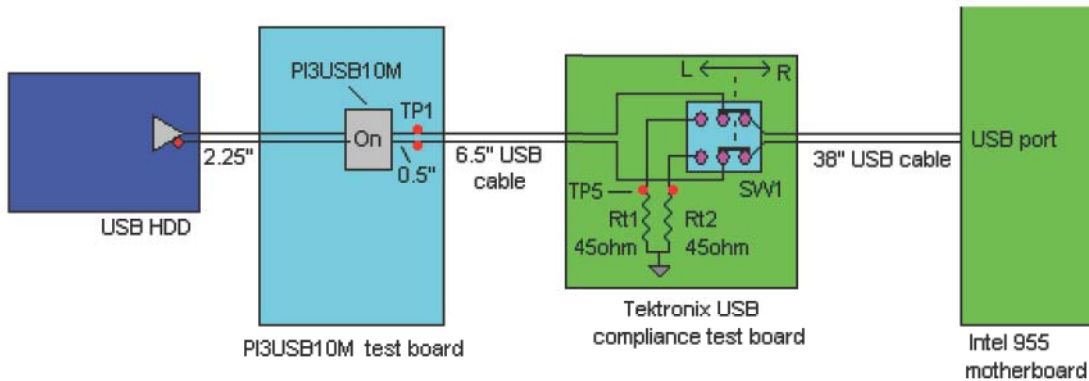 PI3USB10M
TP1
On
2.25"
0.5"
6.5" USB
cable
USB HDD
PI3USB10M test board
L
R
SW1
TP5
Rt1
45ohm
Rt2
45ohm
Tektronix USB
compliance test board
38" USB cable
USB port
Intel 955
motherboard